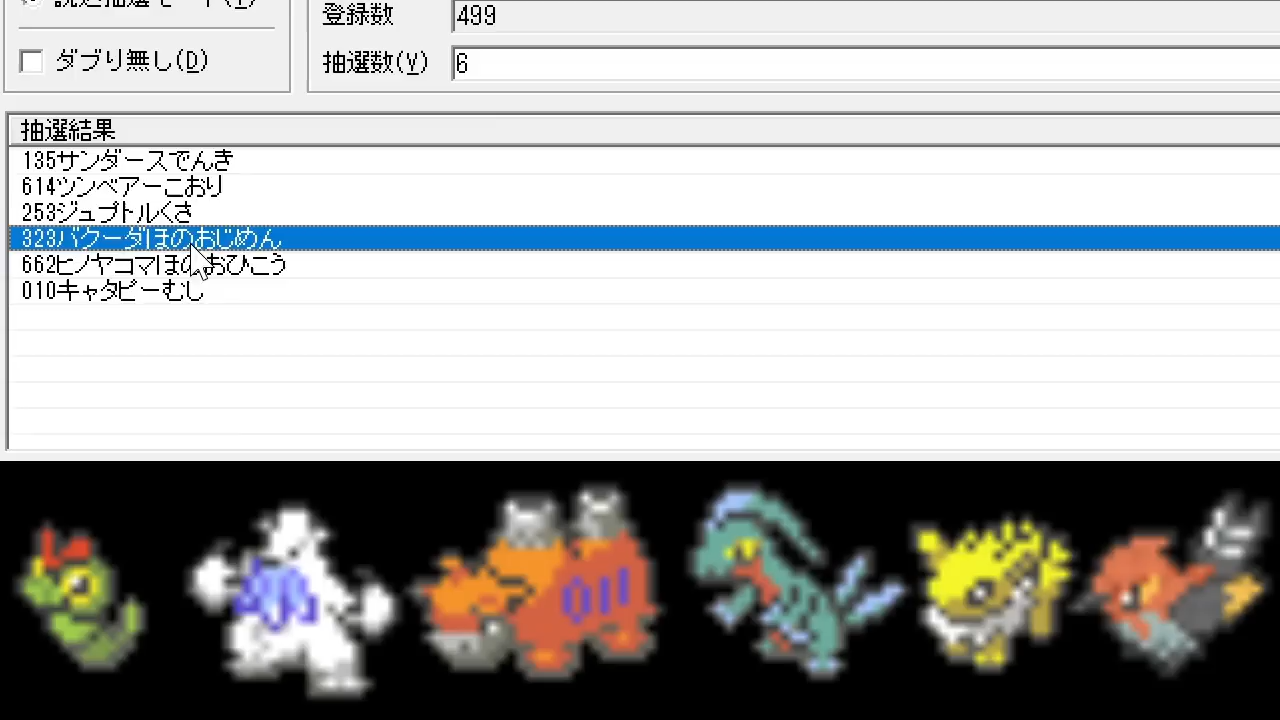 登録数
499
ダブり無し(D)
抽選数(Y)
6
抽選結果
135サンダースでんき
614ツンベアーこおり
253ジュプトルくさ
323バクーダほのおじめん
662ヒノヤコマほのおひこう
010キャタピーむし